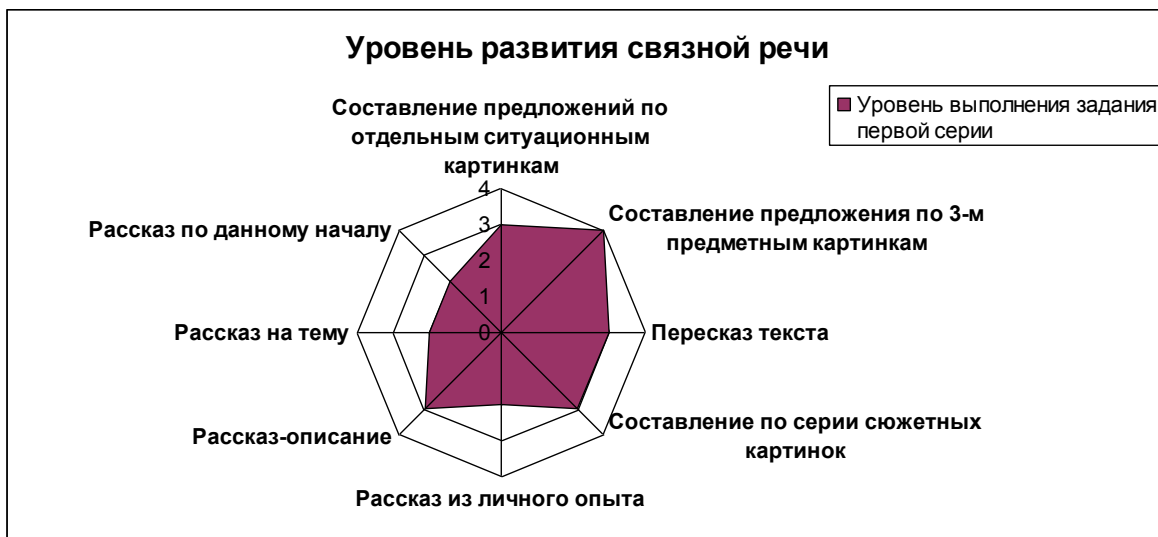 Уровень развития связной речи
Уровень выполнения задания
первой серии
Составление предложений по
отдельным ситуационным
картинкам
4
3
2
1
0
Составление предложения по 3-м
предметным картинкам
Пересказ текста
Составление по серии сюжетных
картинок
Рассказ из личного опыта
Рассказ-описание
Рассказ на тему
Рассказ по данному началу